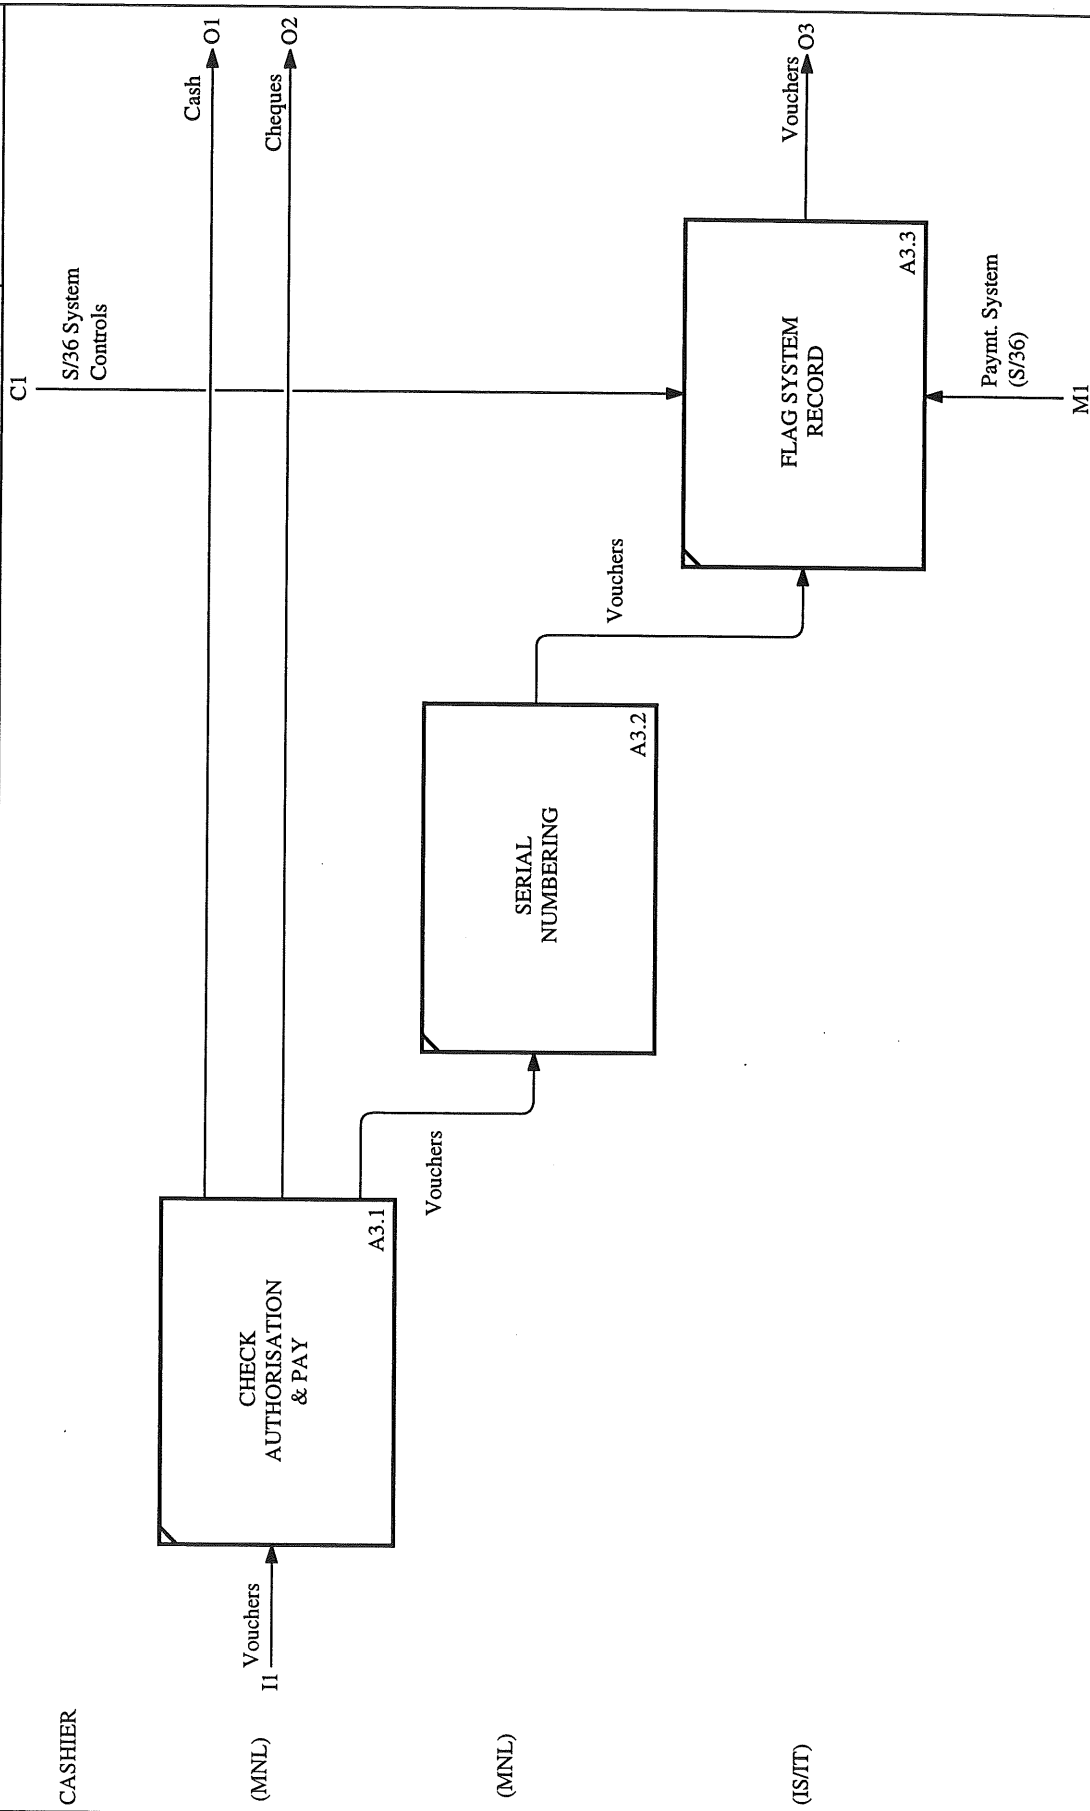 CASHIER
C1
S/36 System
Controls
Cash
O1
Cheques
O2
(MNL)
I1
Vouchers
CHECK
AUTHORISATION
& PAY
A3.1
Vouchers
(MNL)
SERIAL
NUMBERING
A3.2
Vouchers
(IS/IT)
FLAG SYSTEM
RECORD
A3.3
Vouchers
O3
Paymt. System
(S/36)
M1